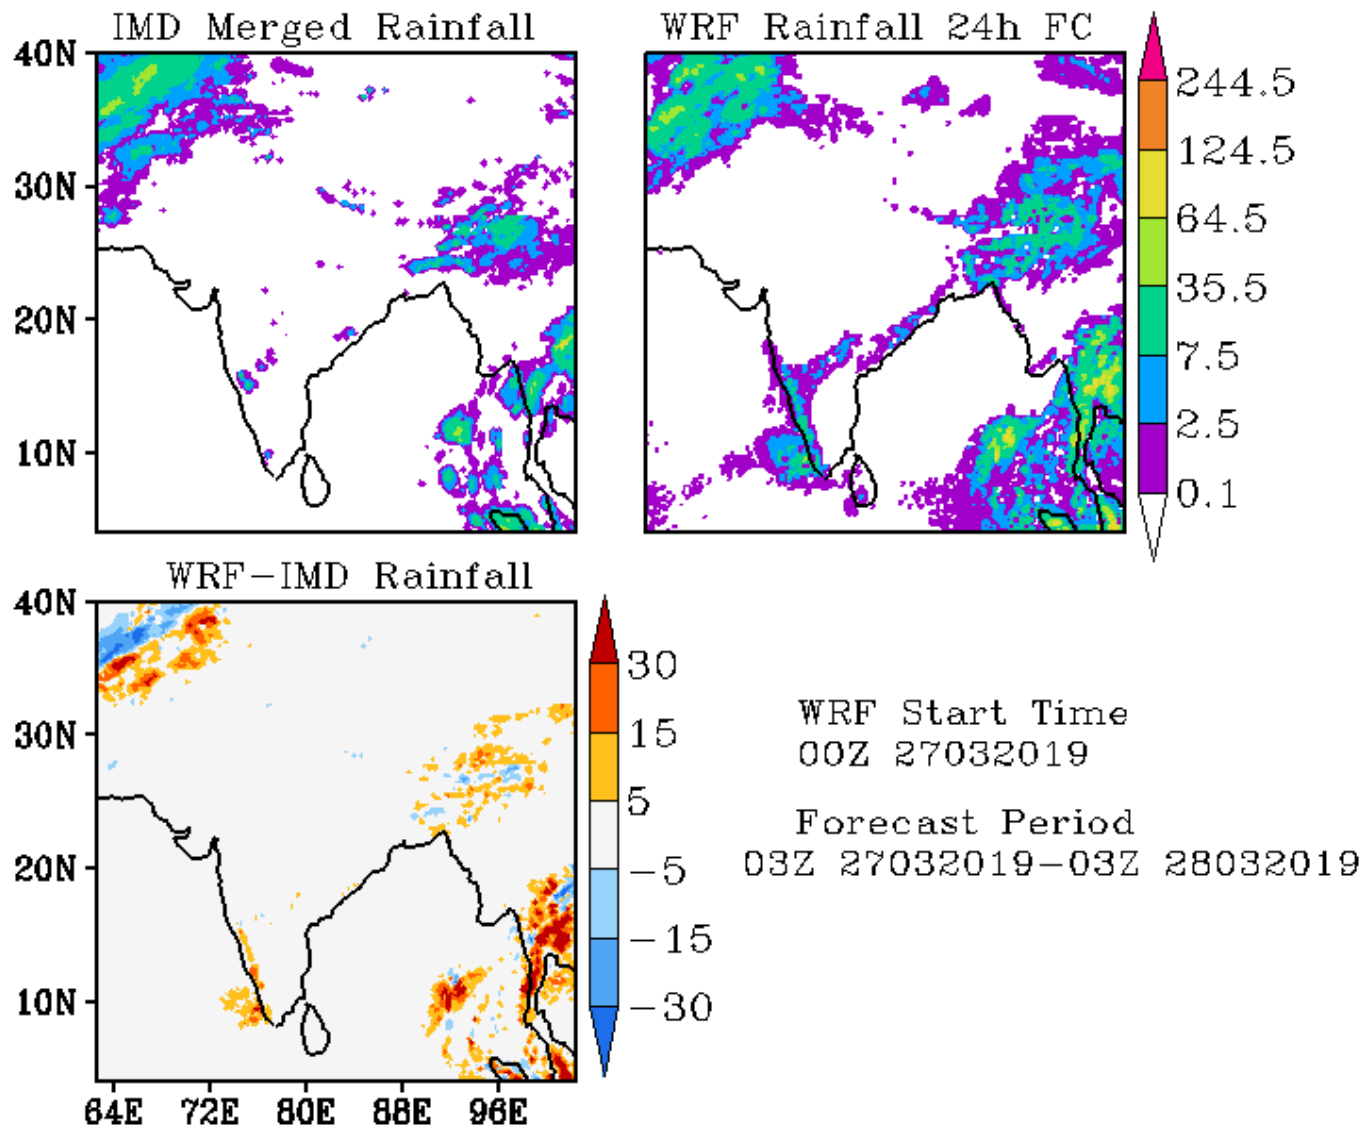 IMD Merged Rainfall
WRF Rainfall 24h FC
40N
30N
20N
10N
244.5
124.5
64.5
35.5
7.5
2.5
0.1
WRF-IMD Rainfall
40N
30N
20N
10N
64E 72E 80E 88E 96E
30
15
5
-5
-15
-30
WRF Start Time
00Z 27032019
Forecast Period
03Z 27032019-03Z 28032019